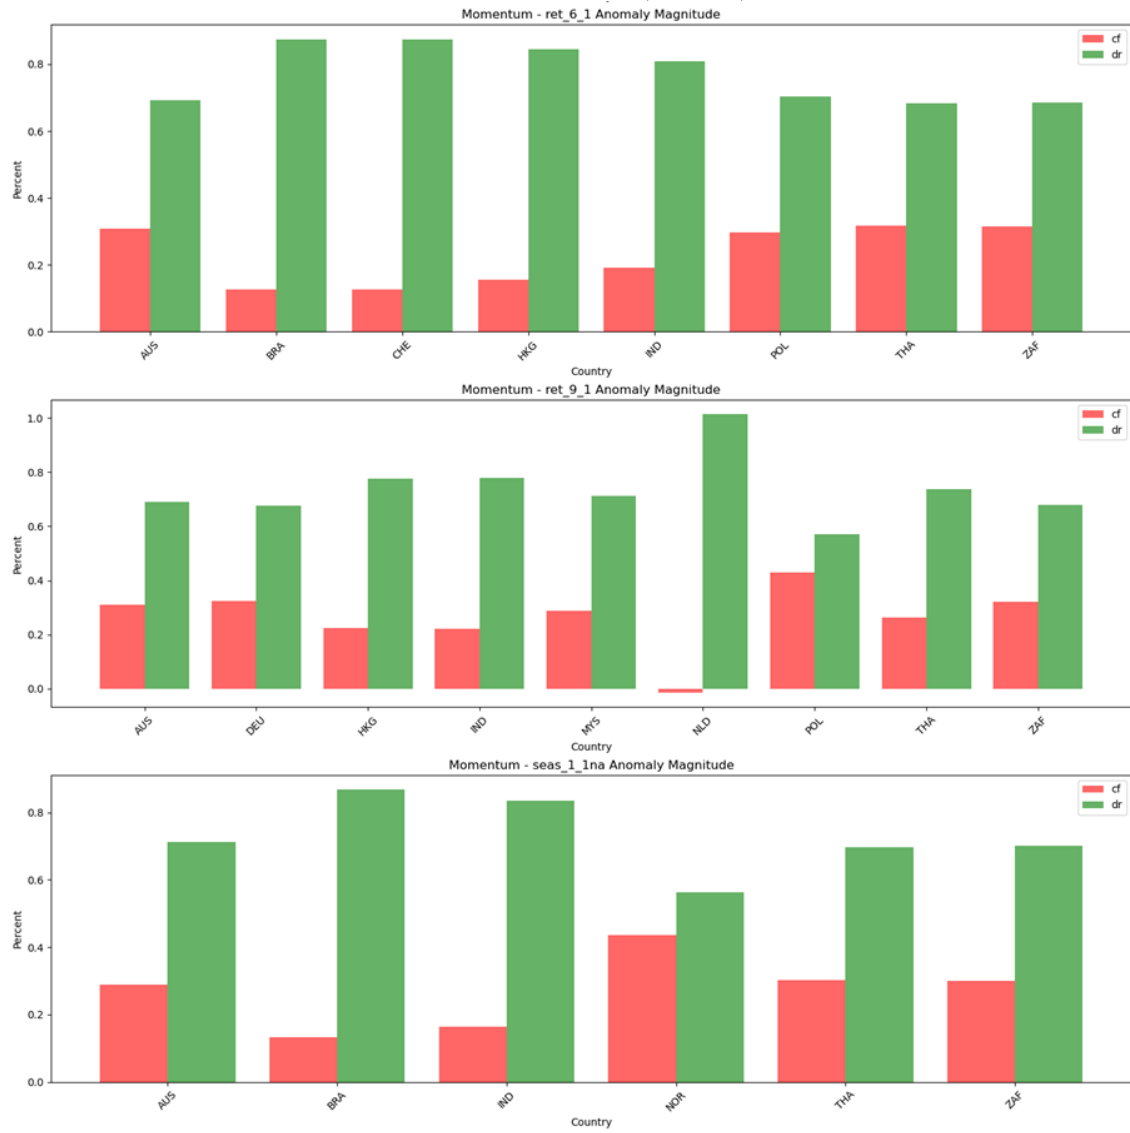 Momentum - ret_6_1 Anomaly Magnitude
cf
dr
Percent
0.8
0.6
0.4
0.2
0.0
AUS
BRA
CHE
HKG
IND
POL
THA
ZAF
Country
Momentum - ret_9_1 Anomaly Magnitude
cf
dr
Percent
1.0
0.8
0.6
0.4
0.2
0.0
AUS
DEU
HKG
IND
MYS
NLD
POL
THA
ZAF
Country
Momentum - seas_1_1na Anomaly Magnitude
cf
dr
Percent
0.8
0.6
0.4
0.2
0.0
AUS
BRA
IND
NOR
THA
ZAF
Country